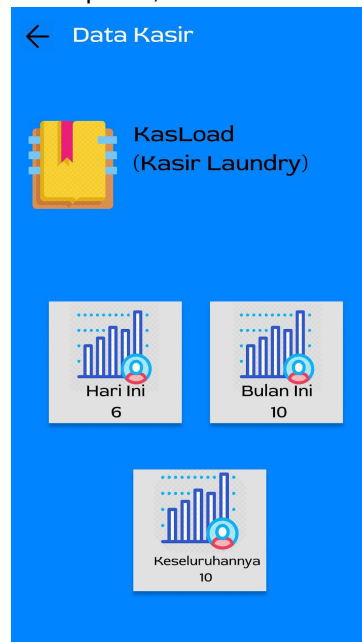 Data Kasir
KasLoad
(Kasir Laundry)
Hari Ini
6
Bulan Ini
10
Keseluruhannya
10